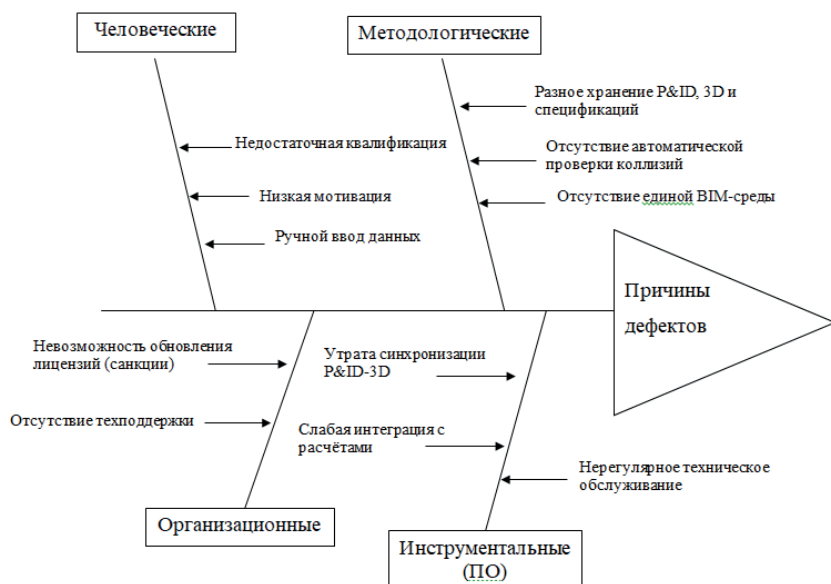 Человеческие
Методологические
Разное хранение P&ID, 3D и
спецификаций
Недостаточная квалификация
Отсутствие автоматической
проверки коллизий
Низкая мотивация
Отсутствие единой BIM-среды
Ручной ввод данных
Причины
дефектов
Невозможность обновления
лицензий (санкции)
Утрата синхронизации
P&ID-3D
Отсутствие техподдержки
Слабая интеграция с
расчётами
Нерегулярное техническое
обслуживание
Организационные
Инструментальные
(ПО)